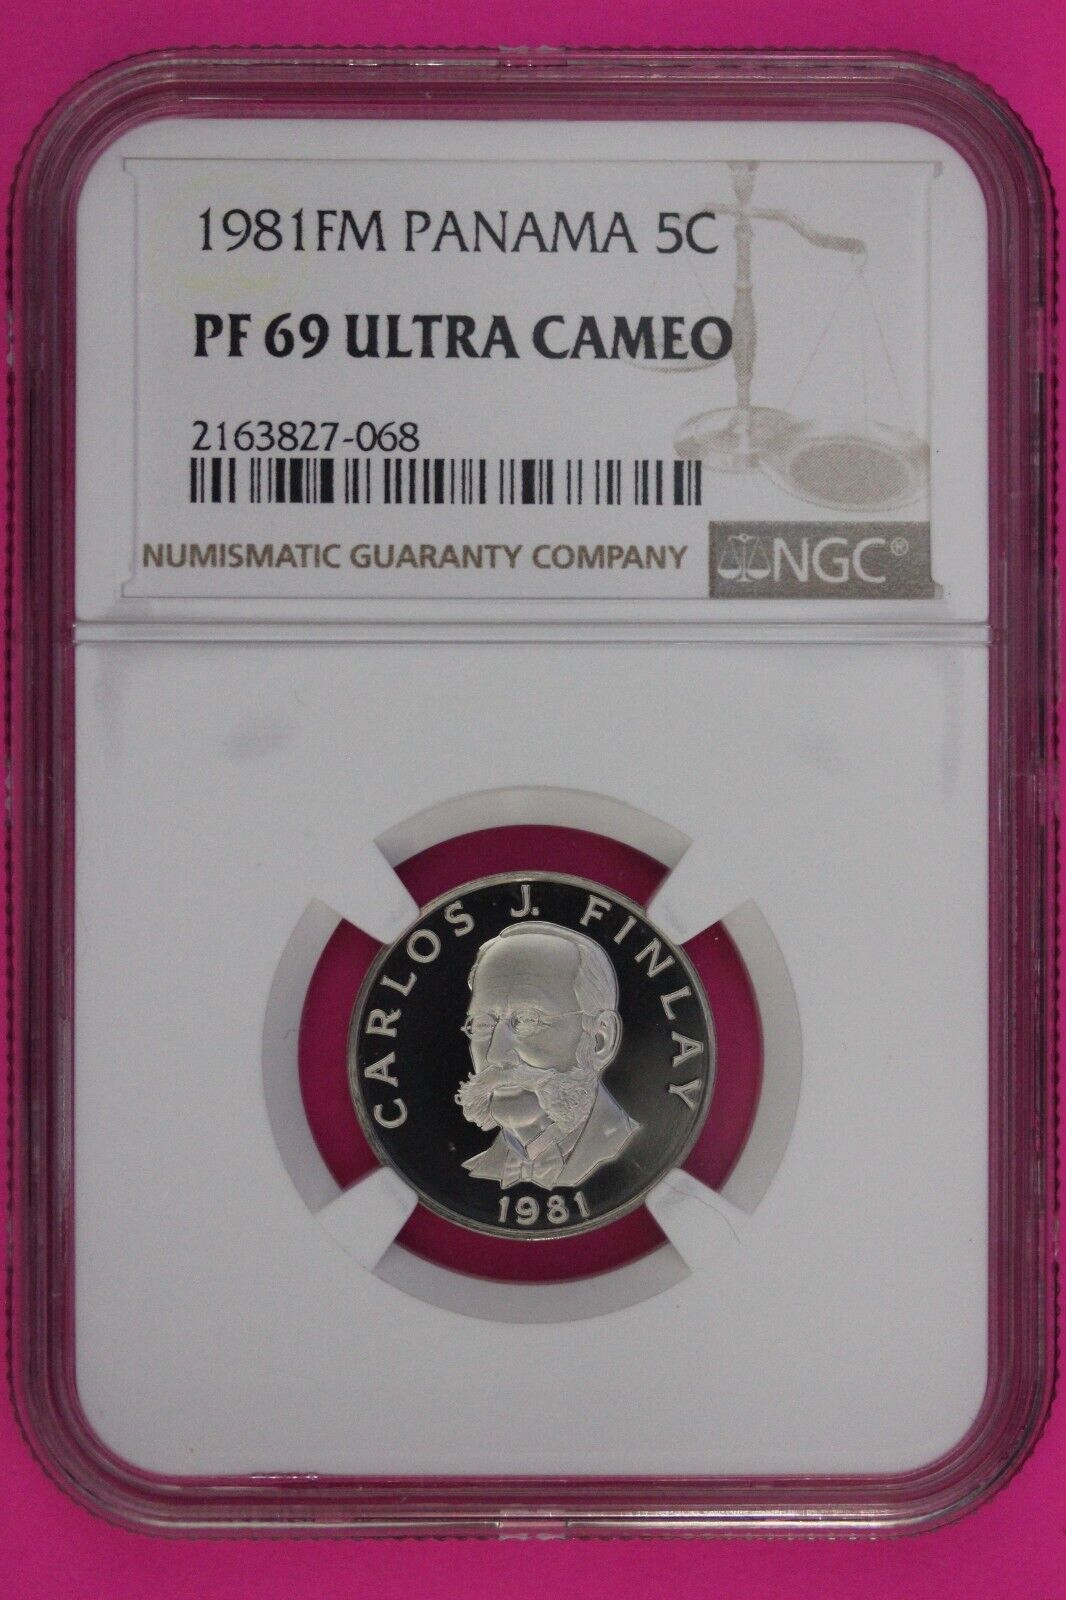 1981FM PANAMA 5C
PF 69 ULTRA CAMEO
2163827-068
NUMISMATIC GUARANTY COMPANY
NGC®
CARLOS J. FINLAY
1981